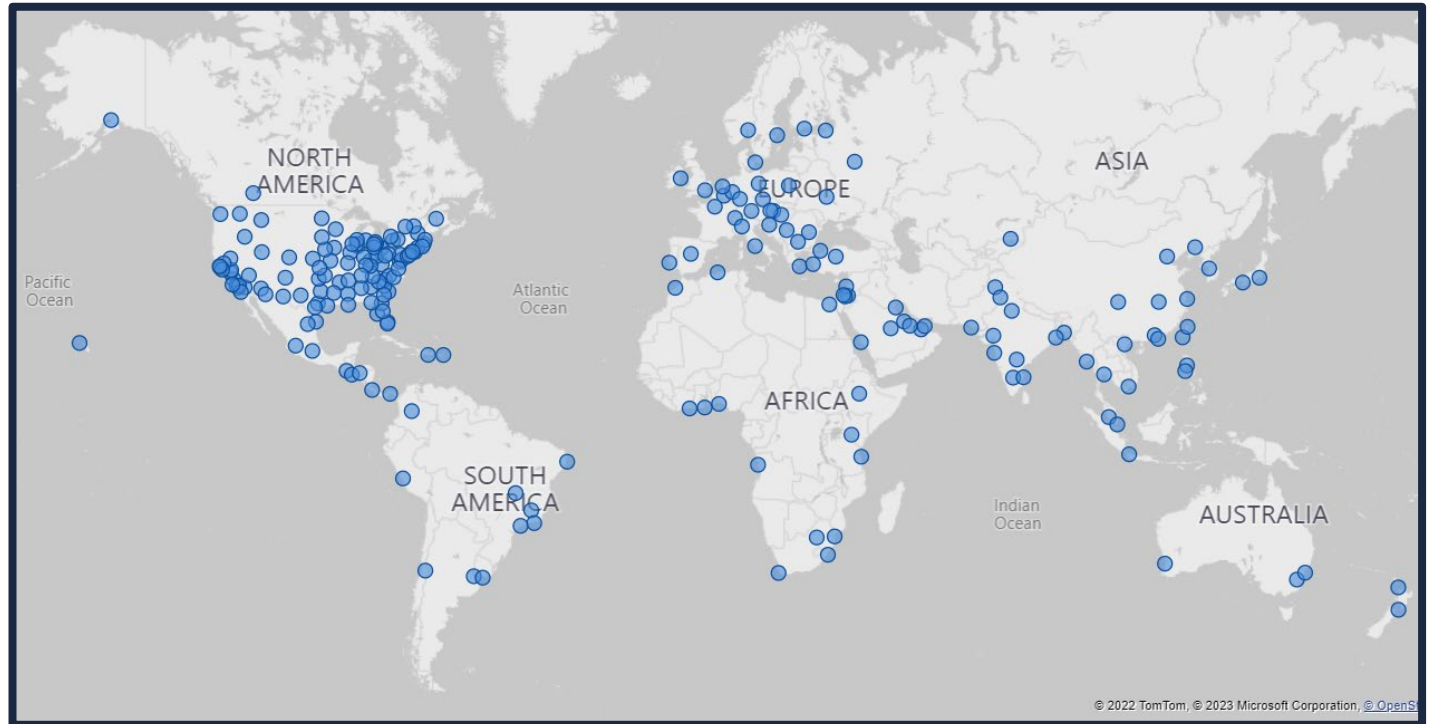 NORTH
AMERICA
ASIA
EUROPE
Pacific
Ocean
Atlantic
Ocean
AFRICA
SOUTH
AMERICA
Indian
Ocean
AUSTRALIA
© 2022 TomTom, © 2023 Microsoft Corporation, © OpenSt